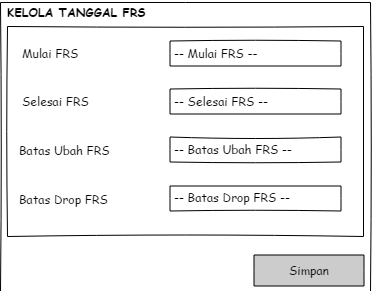 KELOLA TANGGAL FRS
Mulai FRS -- Mulai FRS --
Selesai FRS -- Selesai FRS --
Batas Ubah FRS -- Batas Ubah FRS --
Batas Drop FRS -- Batas Drop FRS --
Simpan